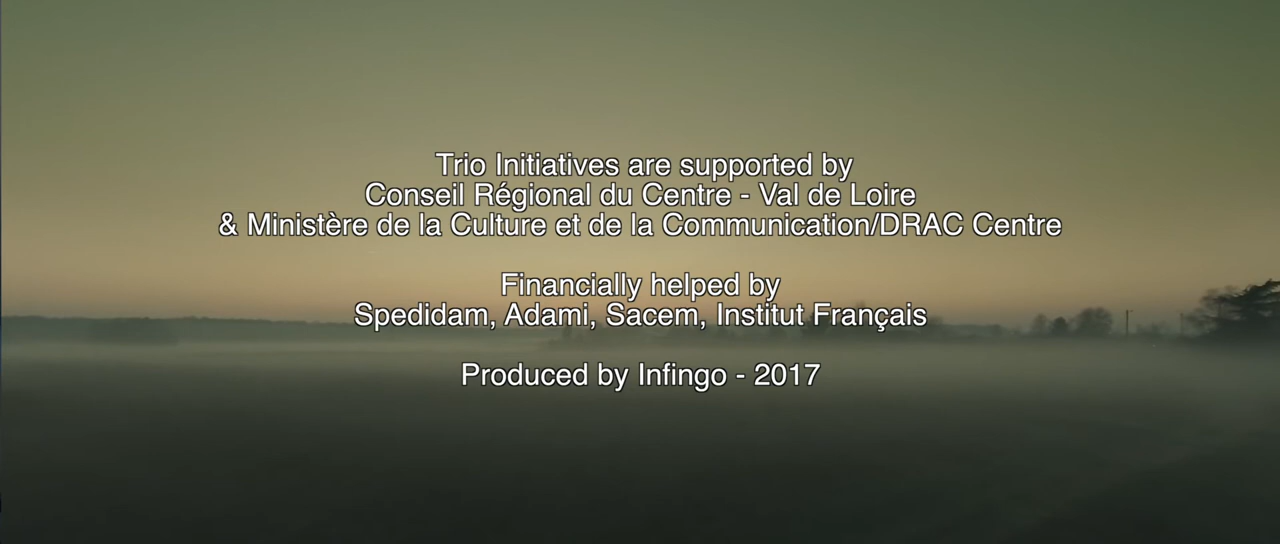 Trio Initiatives are supported by
Conseil Régional du Centre - Val de Loire
& Ministère de la Culture et de la Communication/DRAC Centre
Financially helped by
Spedidam, Adami, Sacem, Institut Français
Produced by Infingo - 2017